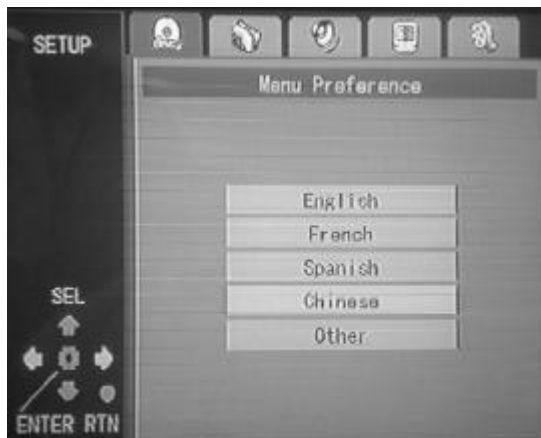 SETUP
Menu Preference
English
French
Spanish
Chinese
Other
SEL
ENTER RTN